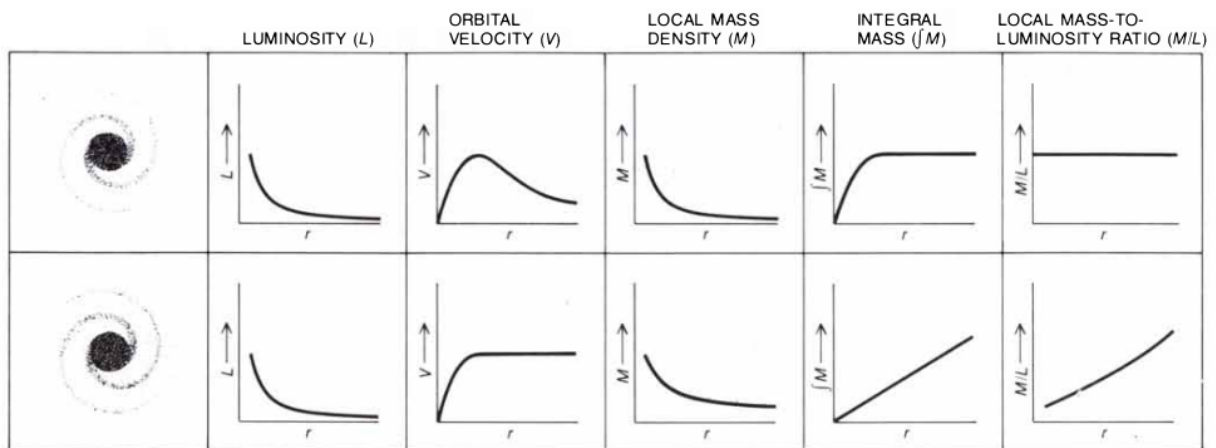 LUMINOSITY (L)
ORBITAL
VELOCITY (V)
LOCAL MASS
DENSITY (M)
INTEGRAL
MASS (∫M)
LOCAL MASS-TO-
LUMINOSITY RATIO (M/L)
L
r
V
r
M
r
∫M
r
M/L
r
L
r
V
r
M
r
∫M
r
M/L
r